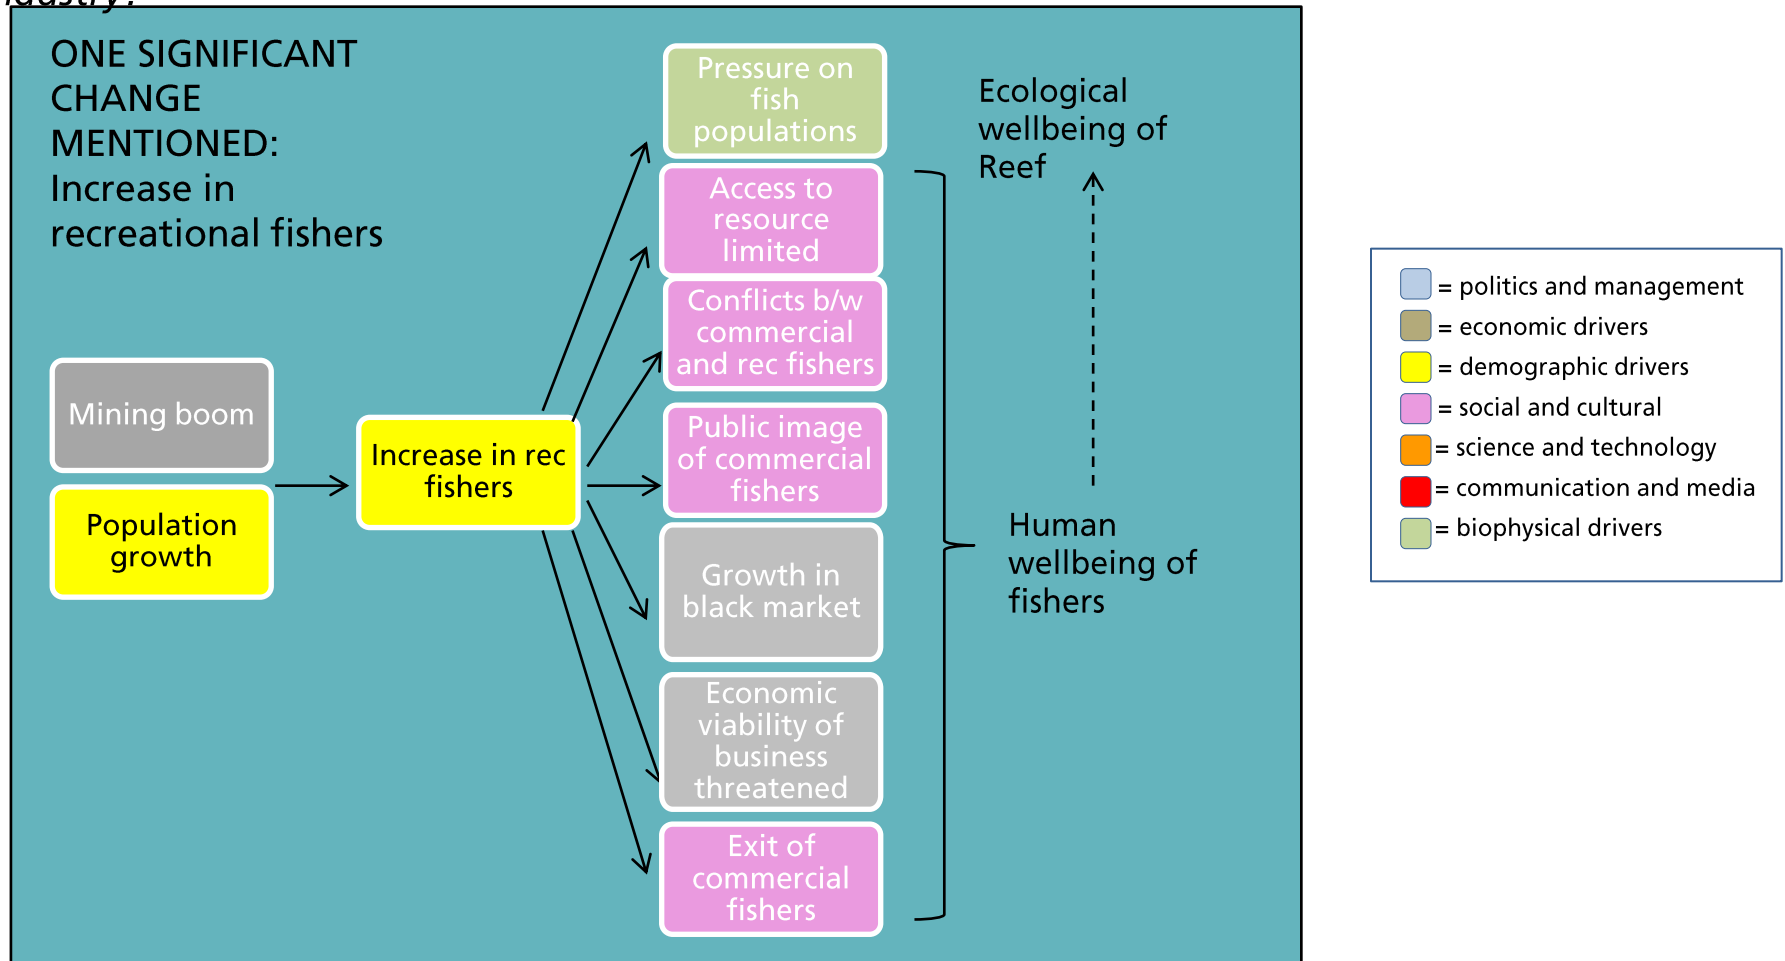 ONE SIGNIFICANT
CHANGE
MENTIONED:
Increase in
recreational fishers
Mining boom
Population
growth
Increase in rec
fishers
Pressure on
fish
populations
Access to
resource
limited
Conflicts b/w
commercial
and rec fishers
Public image
of commercial
fishers
Growth in
black market
Economic
viability of
business
threatened
Exit of
commercial
fishers
Ecological
wellbeing of
Reef
Human
wellbeing of
fishers
= politics and management
= economic drivers
= demographic drivers
= social and cultural
= science and technology
= communication and media
= biophysical drivers